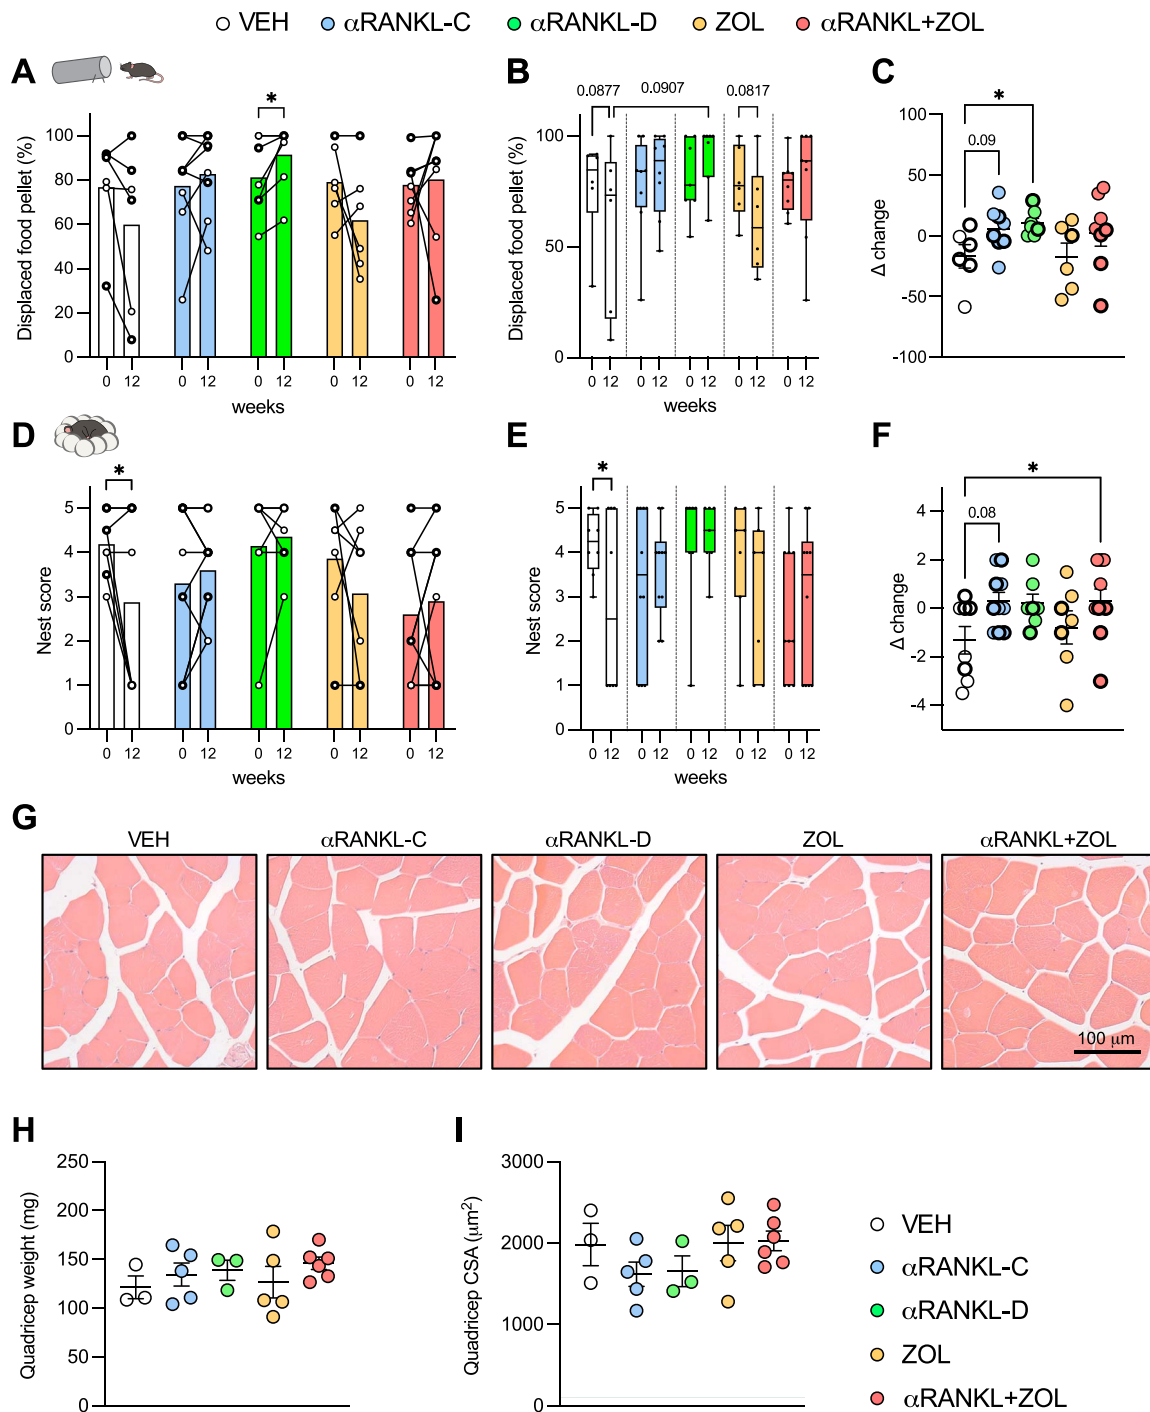 VEH αRANKL-C αRANKL-D ZOL αRANKL+ZOL
A
Displaced food pellet (%)
100
80
60
40
20
0
*
0 12 0 12 0 12 0 12 0 12
weeks
B
Displaced food pellet (%)
100
50
0
0.0877 0.0907 0.0817
0 12 0 12 0 12 0 12 0 12
weeks
C
Δ change
100
50
0
-50
-100
*
0.09
D
Nest score
5
4
3
2
1
0
*
0 12 0 12 0 12 0 12 0 12
weeks
E
Nest score
5
4
3
2
1
0
*
0 12 0 12 0 12 0 12 0 12
weeks
F
Δ change
4
2
0
-2
-4
*
0.08
G
VEH αRANKL-C αRANKL-D ZOL αRANKL+ZOL
100 μm
H
Quadricep weight (mg)
250
200
150
100
50
0
I
Quadricep CSA (μm²)
3000
2000
1000
0
VEH
αRANKL-C
αRANKL-D
ZOL
αRANKL+ZOL